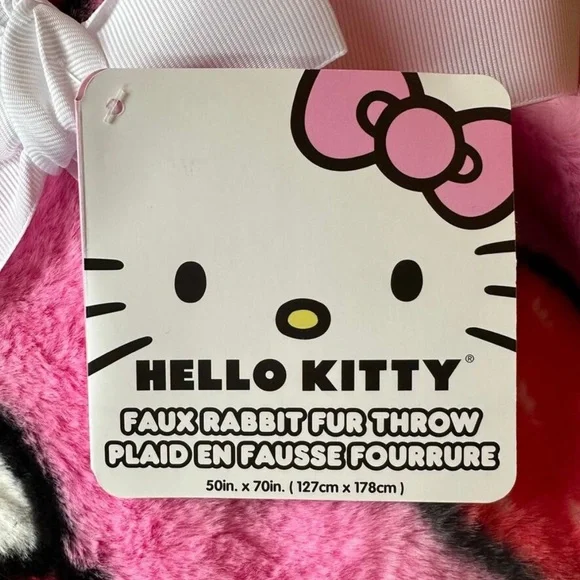 HELLO KITTY®
FAUX RABBIT FUR THROW
PLAID EN FAUSSE FOURRURE
50in. x 70in. ( 127cm x 178cm )